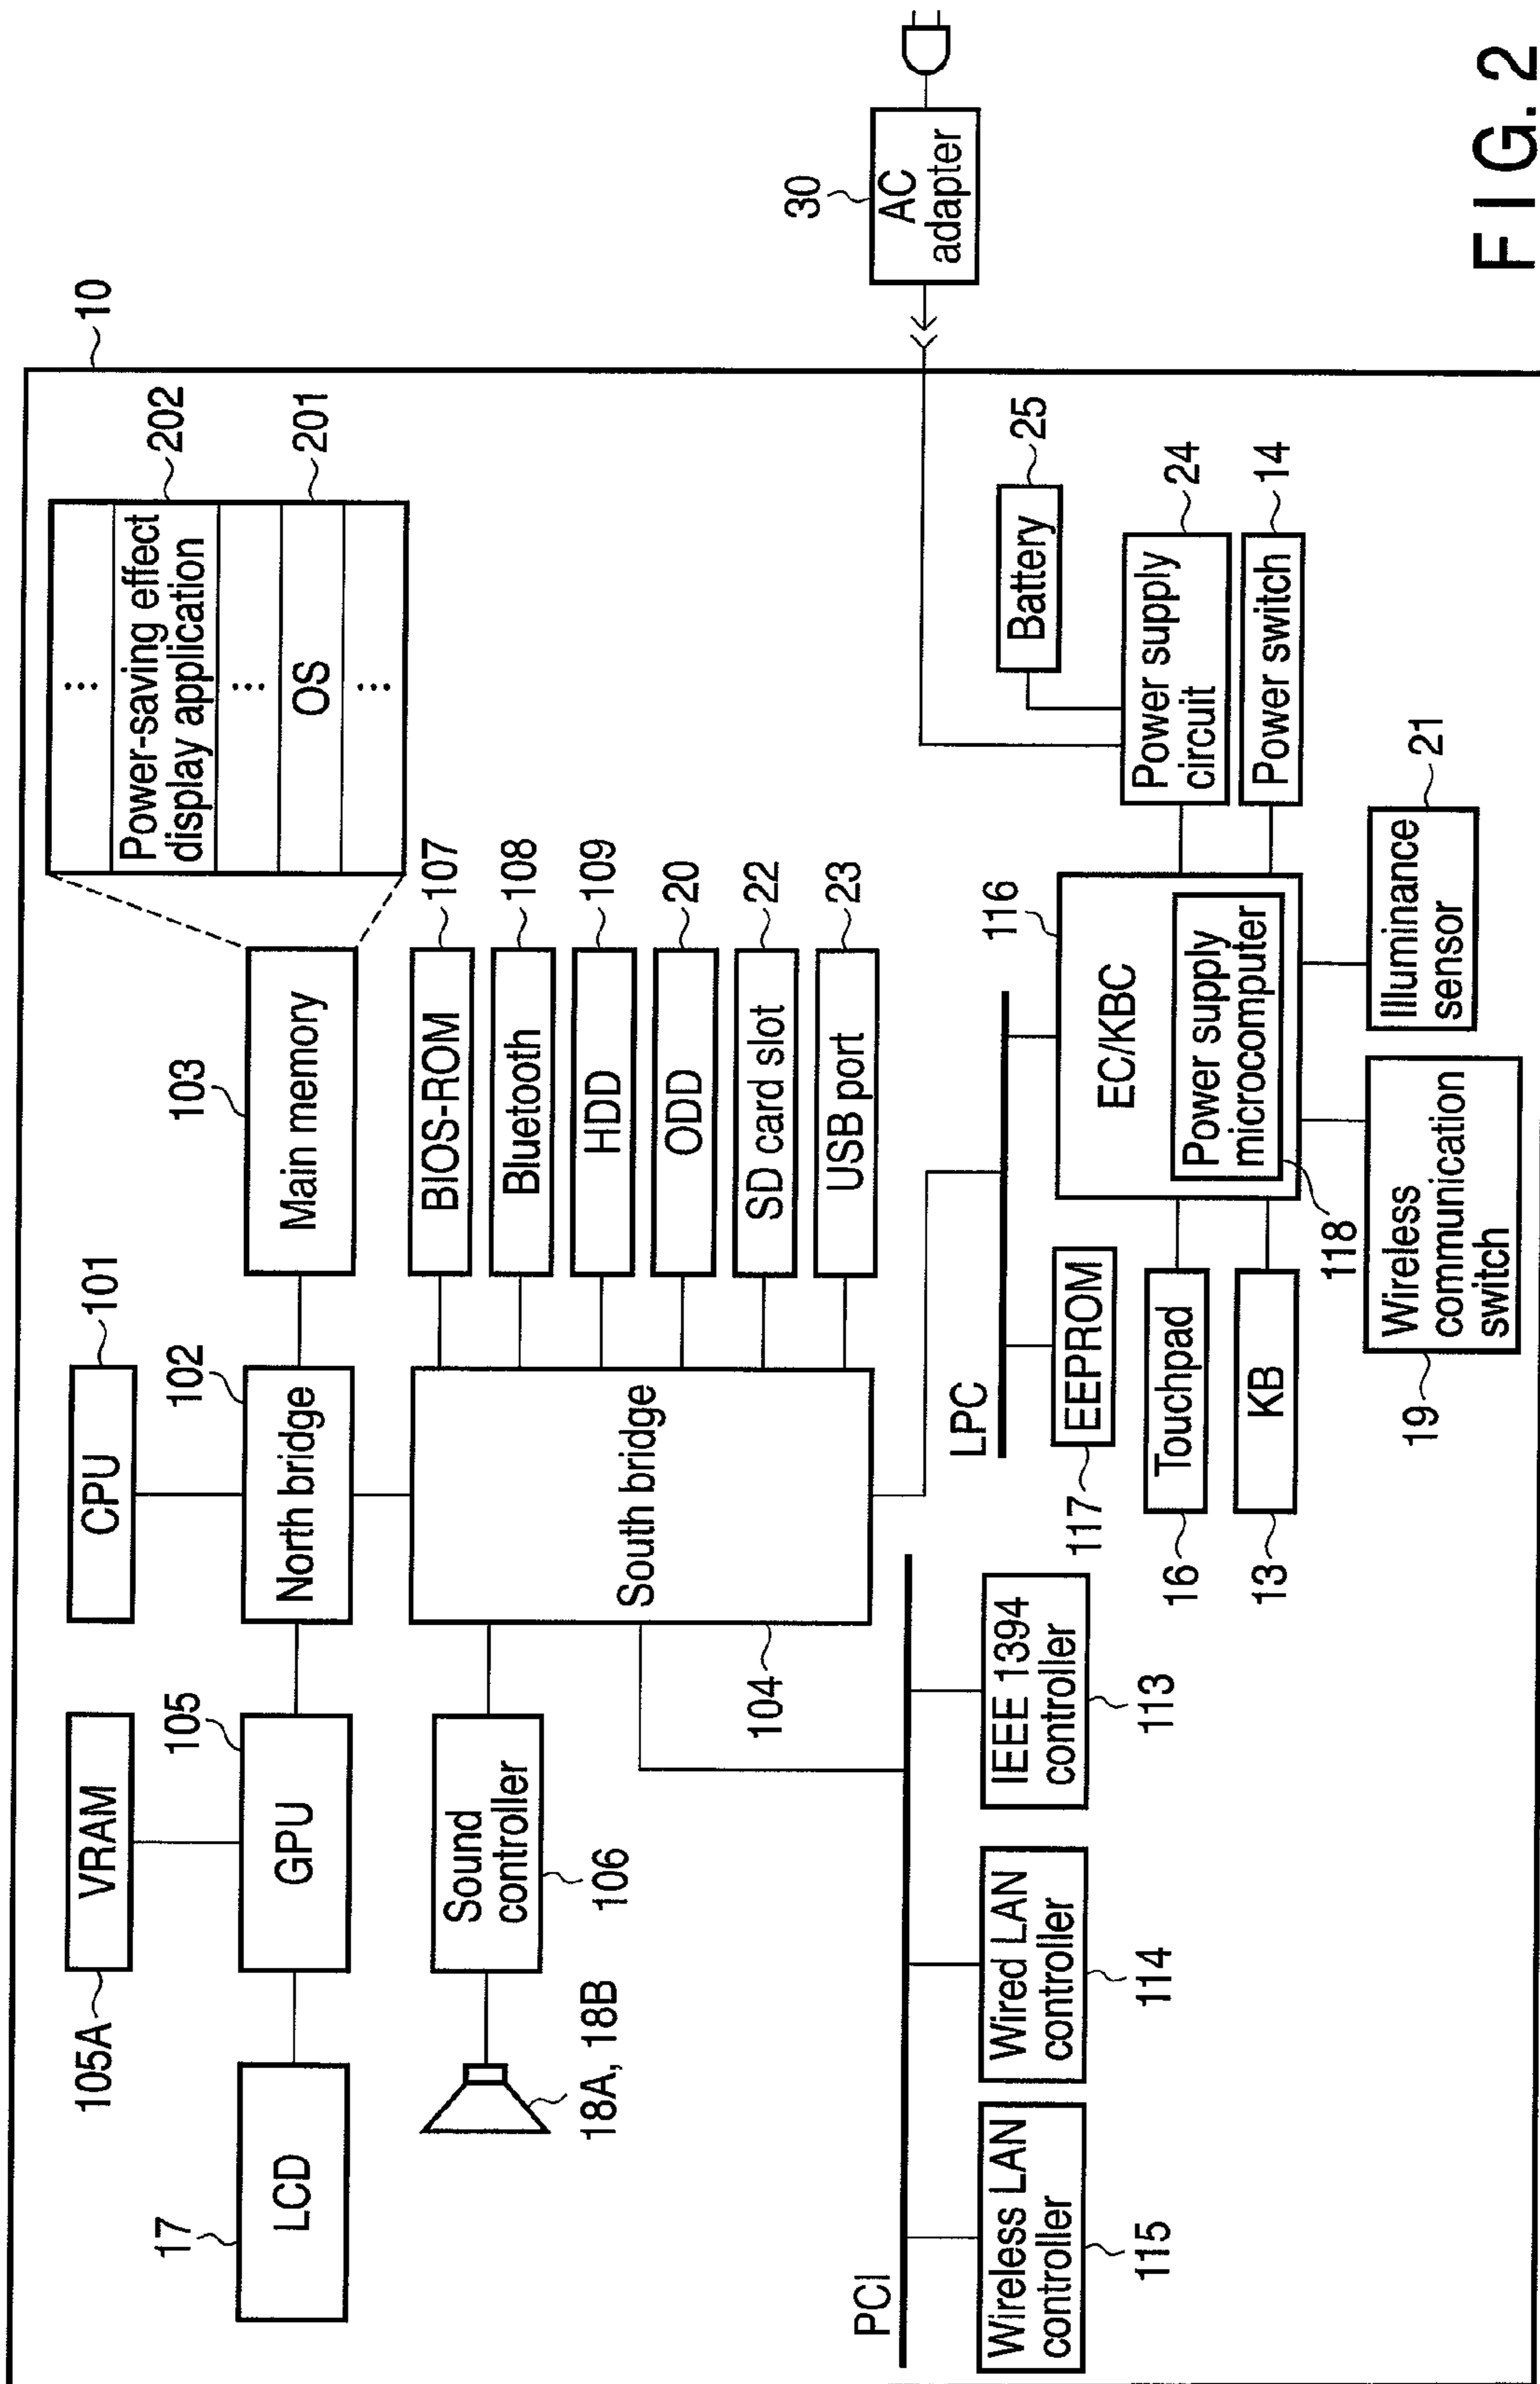 10
101
CPU
VRAM
105A
17
LCD
105
GPU
102
North bridge
103
Main memory
⋮
Power-saving effect
display application
202
⋮
OS
201
⋮
Sound
controller
106
18A, 18B
South bridge
104
BIOS-ROM
107
Bluetooth
108
HDD
109
ODD
20
SD card slot
22
USB port
23
30
AC
adapter
PCI
Wireless LAN
controller
115
Wired LAN
controller
114
IEEE 1394
controller
113
LPC
EEPROM
117
116
EC/KBC
Power supply
microcomputer
118
Battery
25
Power supply
circuit
24
Power switch
14
Touchpad
16
KB
13
Wireless
communication
switch
19
Illuminance
sensor
21
FIG. 2